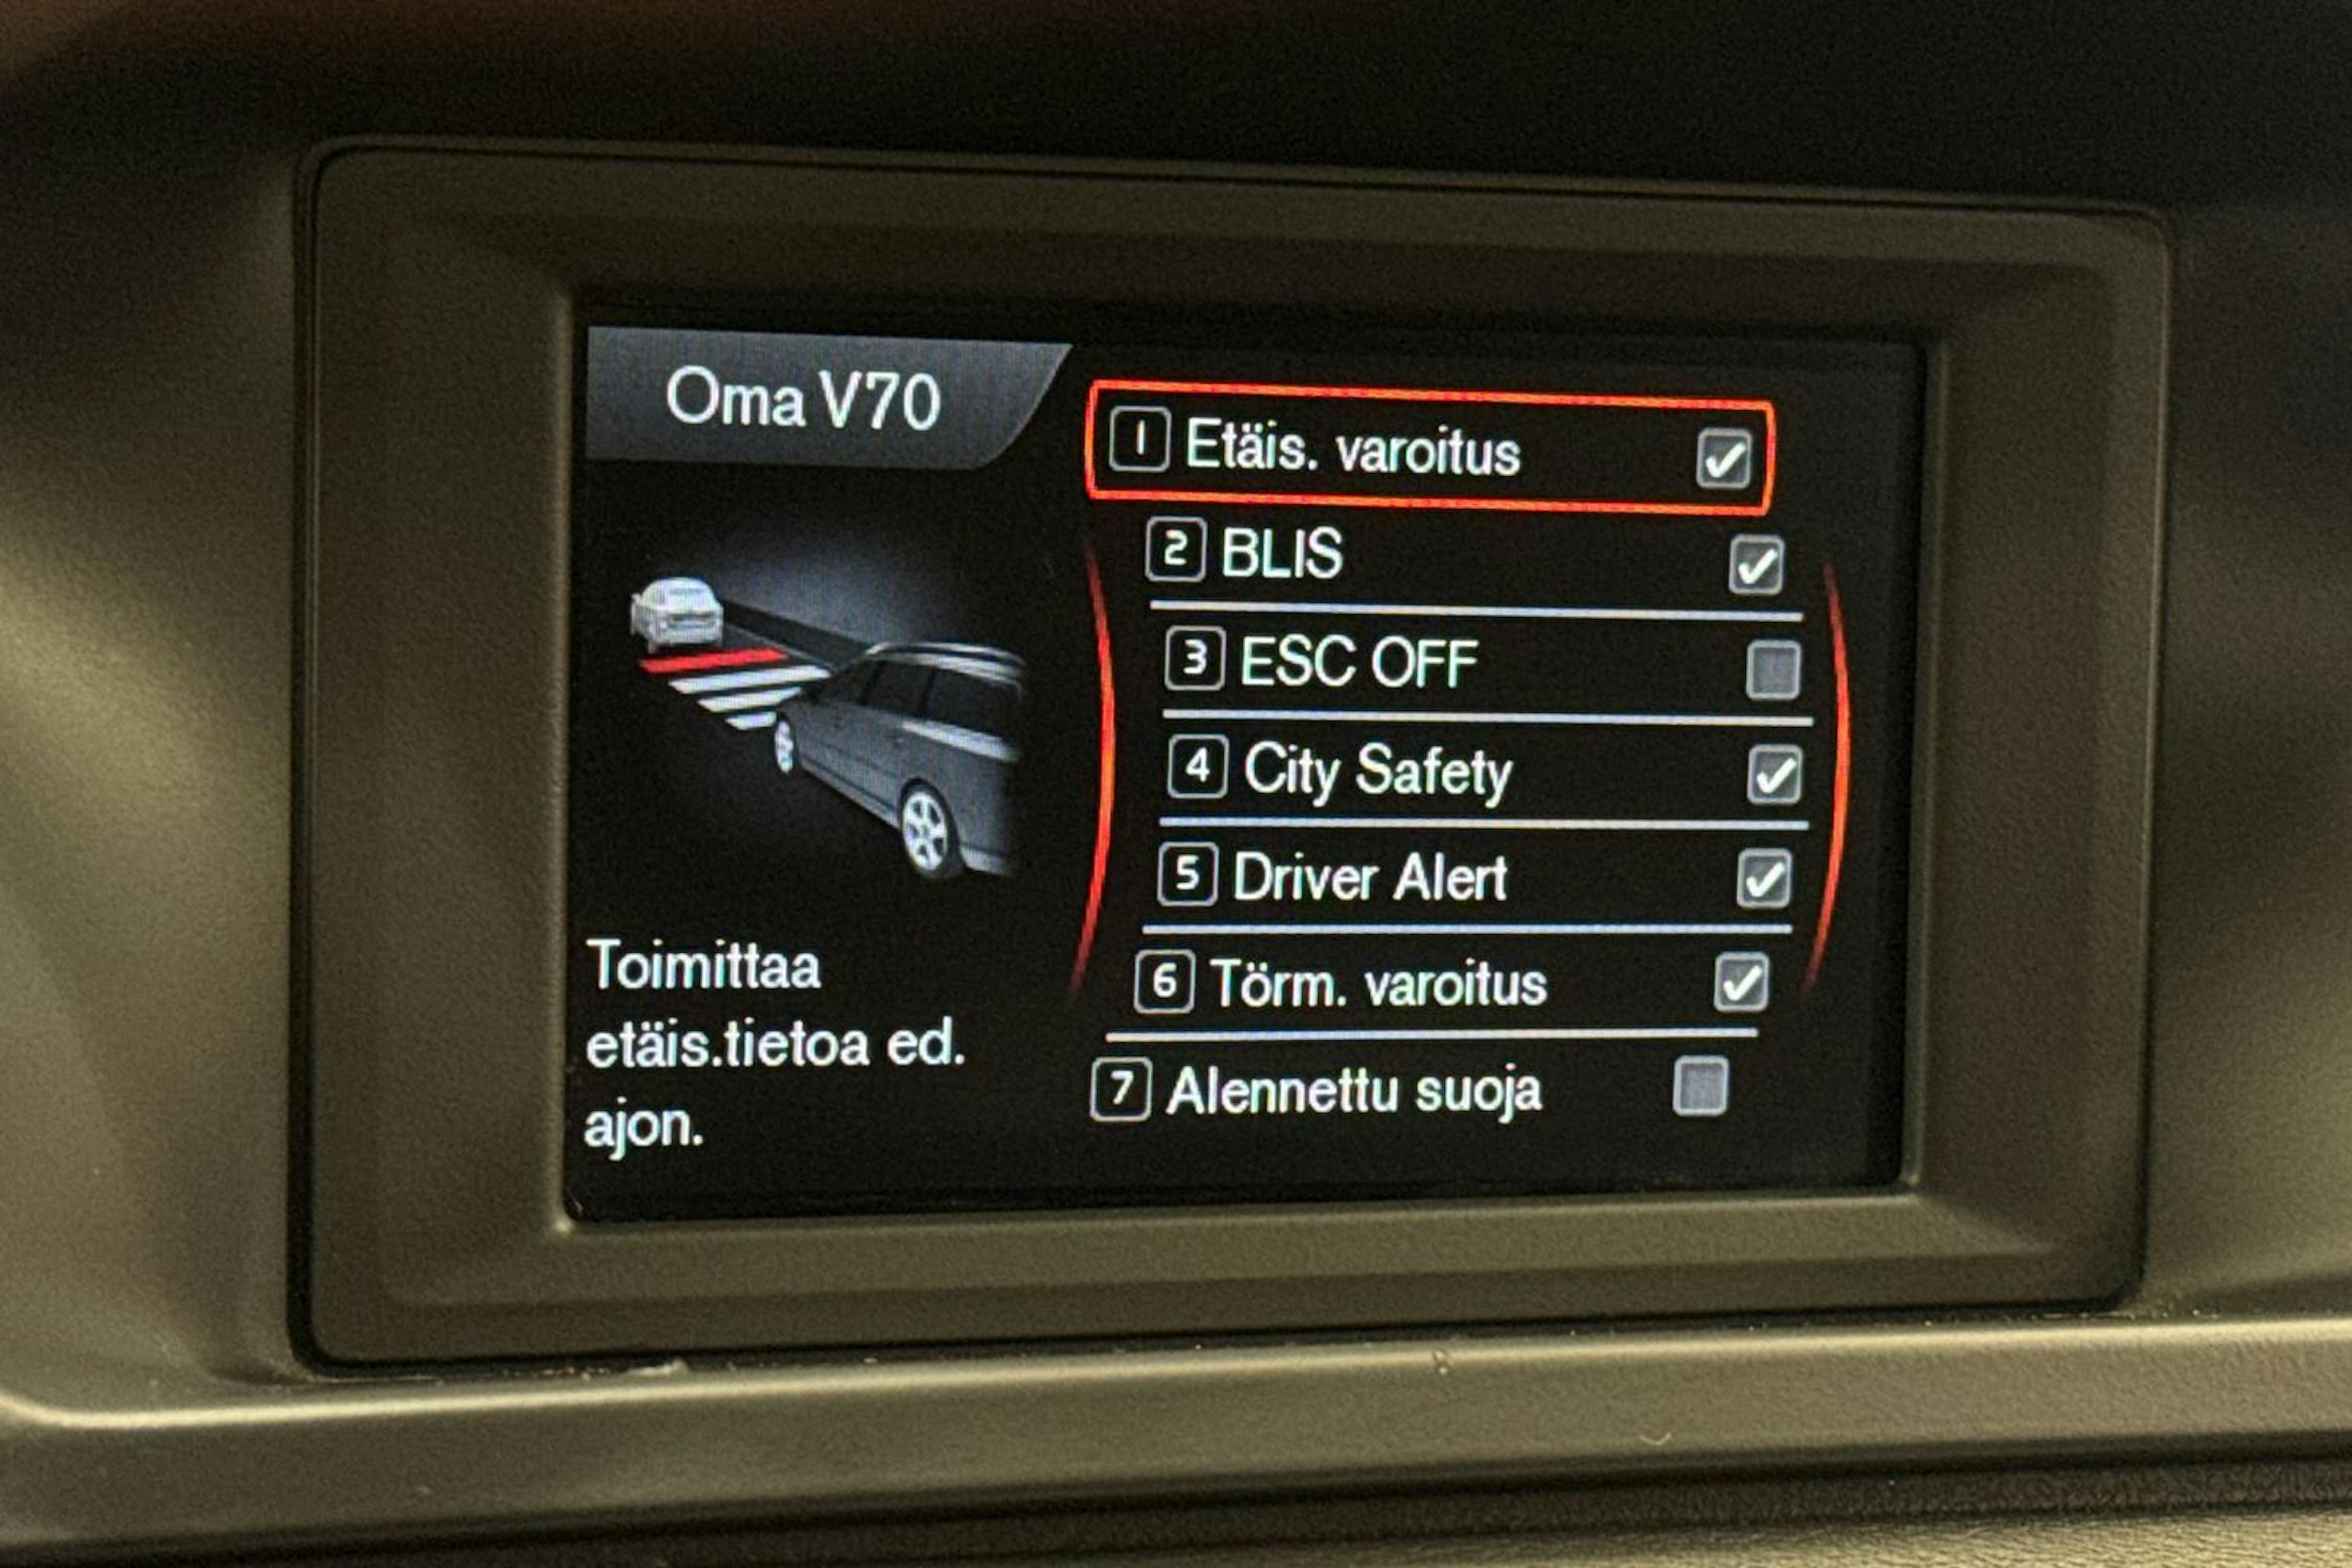 Oma V70
1 Etäis. varoitus
2 BLIS
3 ESC OFF
4 City Safety
5 Driver Alert
6 Törm. varoitus
7 Alennettu suoja
Toimittaa
etäis.tietoa ed.
ajon.